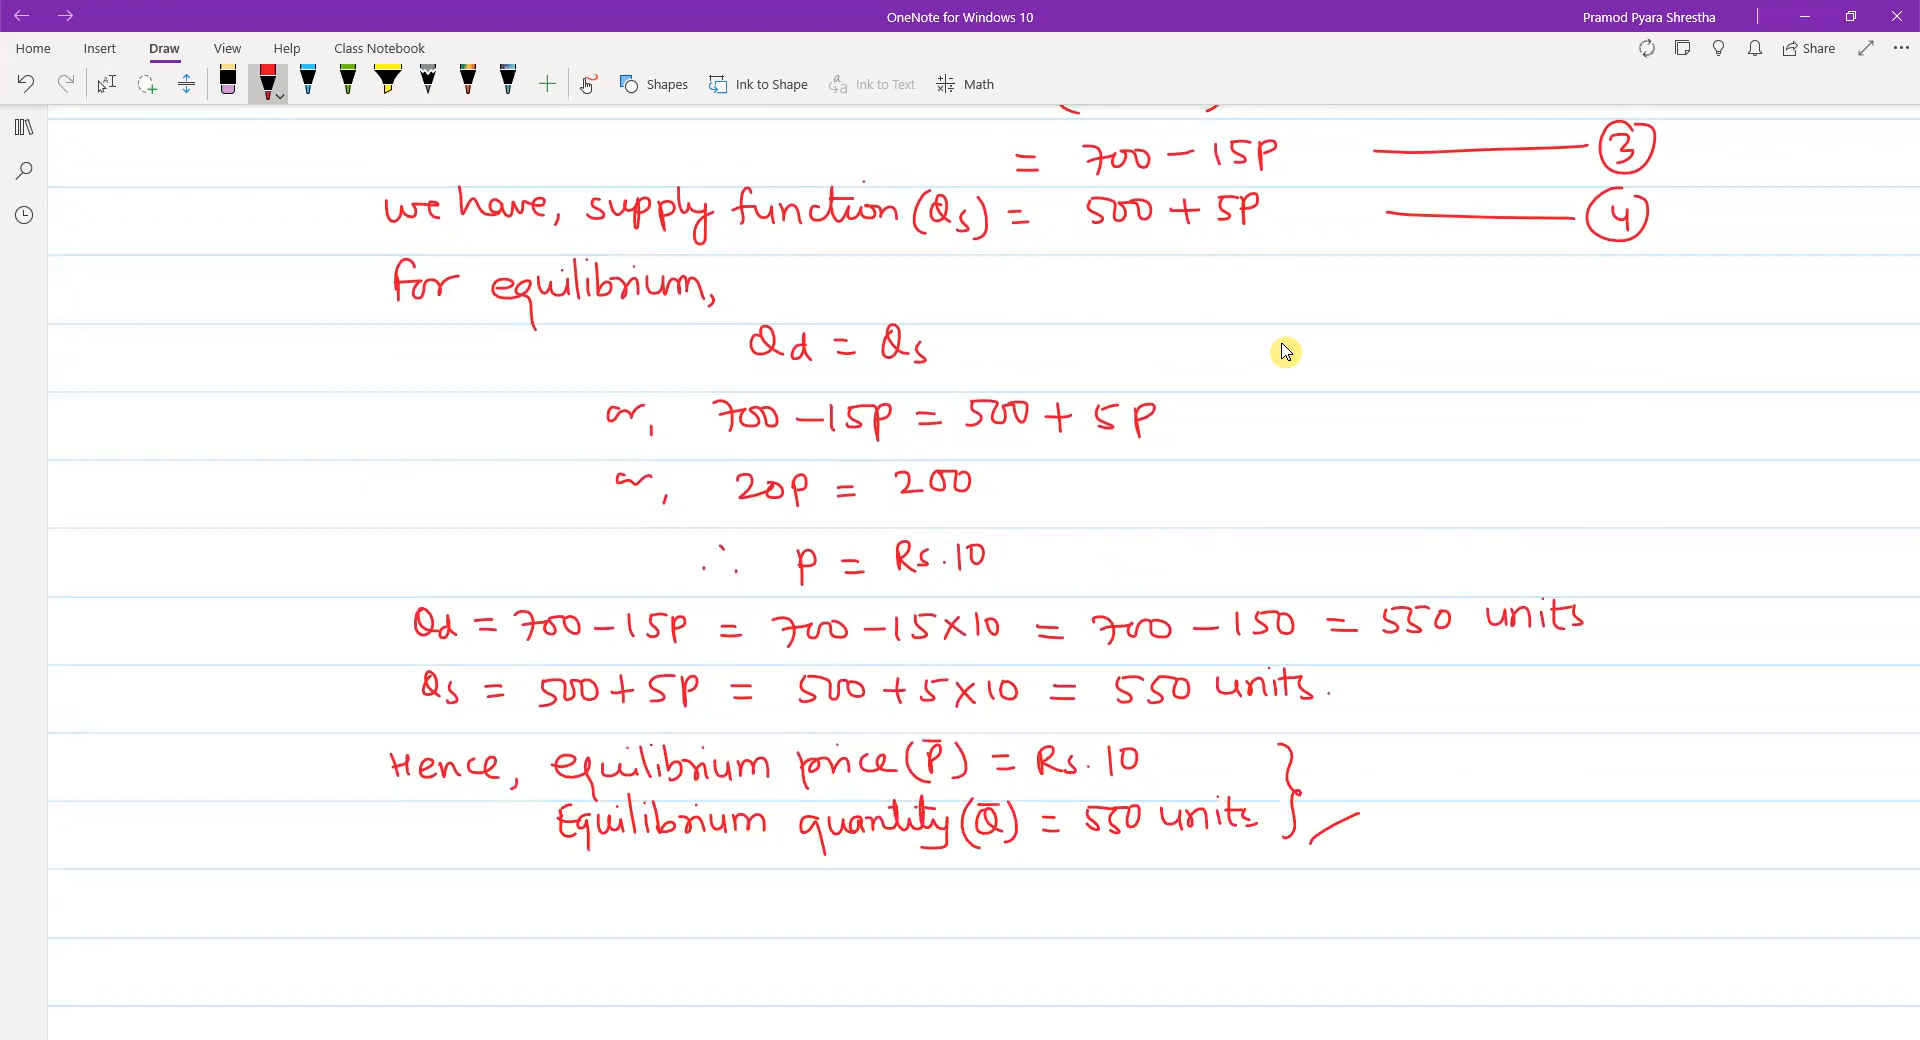 OneNote for Windows 10
Pramod Pyara Shrestha
Home Insert Draw View Help Class Notebook
Share
Shapes Ink to Shape Ink to Text Math
= 700 - 15P ——— ③
We have, supply function (Qs) = 500 + 5P ——— ④
For equilibrium,
Qd = Qs
or, 700 - 15P = 500 + 5P
or, 20P = 200
∴ P = Rs. 10
Qd = 700 - 15P = 700 - 15×10 = 700 - 150 = 550 units
Qs = 500 + 5P = 500 + 5×10 = 550 units.
Hence, equilibrium price (P̄) = Rs. 10
Equilibrium quantity (Q̄) = 550 units